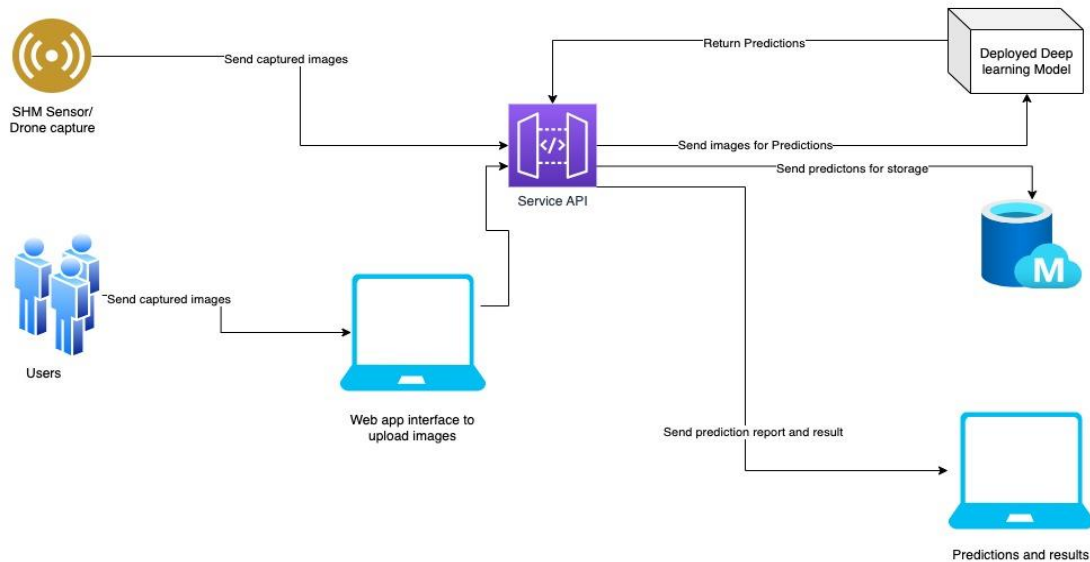 Return Predictions
Deployed Deep
learning Model
Send captured images
SHM Sensor/
Drone capture
</>
Send images for Predictions
Send predictons for storage
Service API
M
Send captured images
Users
Web app interface to
upload images
Send prediction report and result
Predictions and results